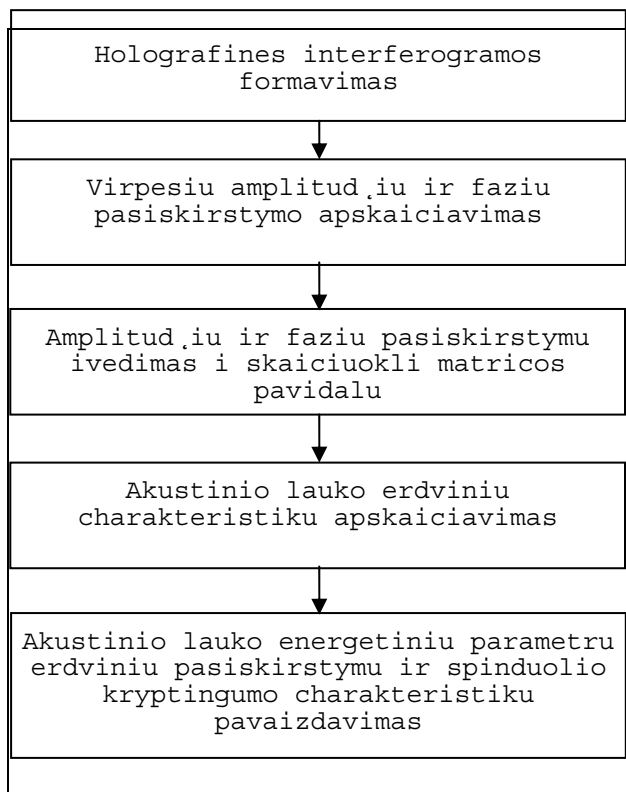 Holografines interferogramos
formavimas
Virpesiu amplitud˛iu ir faziu
pasiskirstymo apskaiciavimas
Amplitud˛iu ir faziu pasiskirstymu
ivedimas i skaiciuokli matricos
pavidalu
Akustinio lauko erdviniu
charakteristiku apskaiciavimas
Akustinio lauko energetiniu parametru
erdviniu pasiskirstymu ir spinduolio
kryptingumo charakteristiku
pavaizdavimas